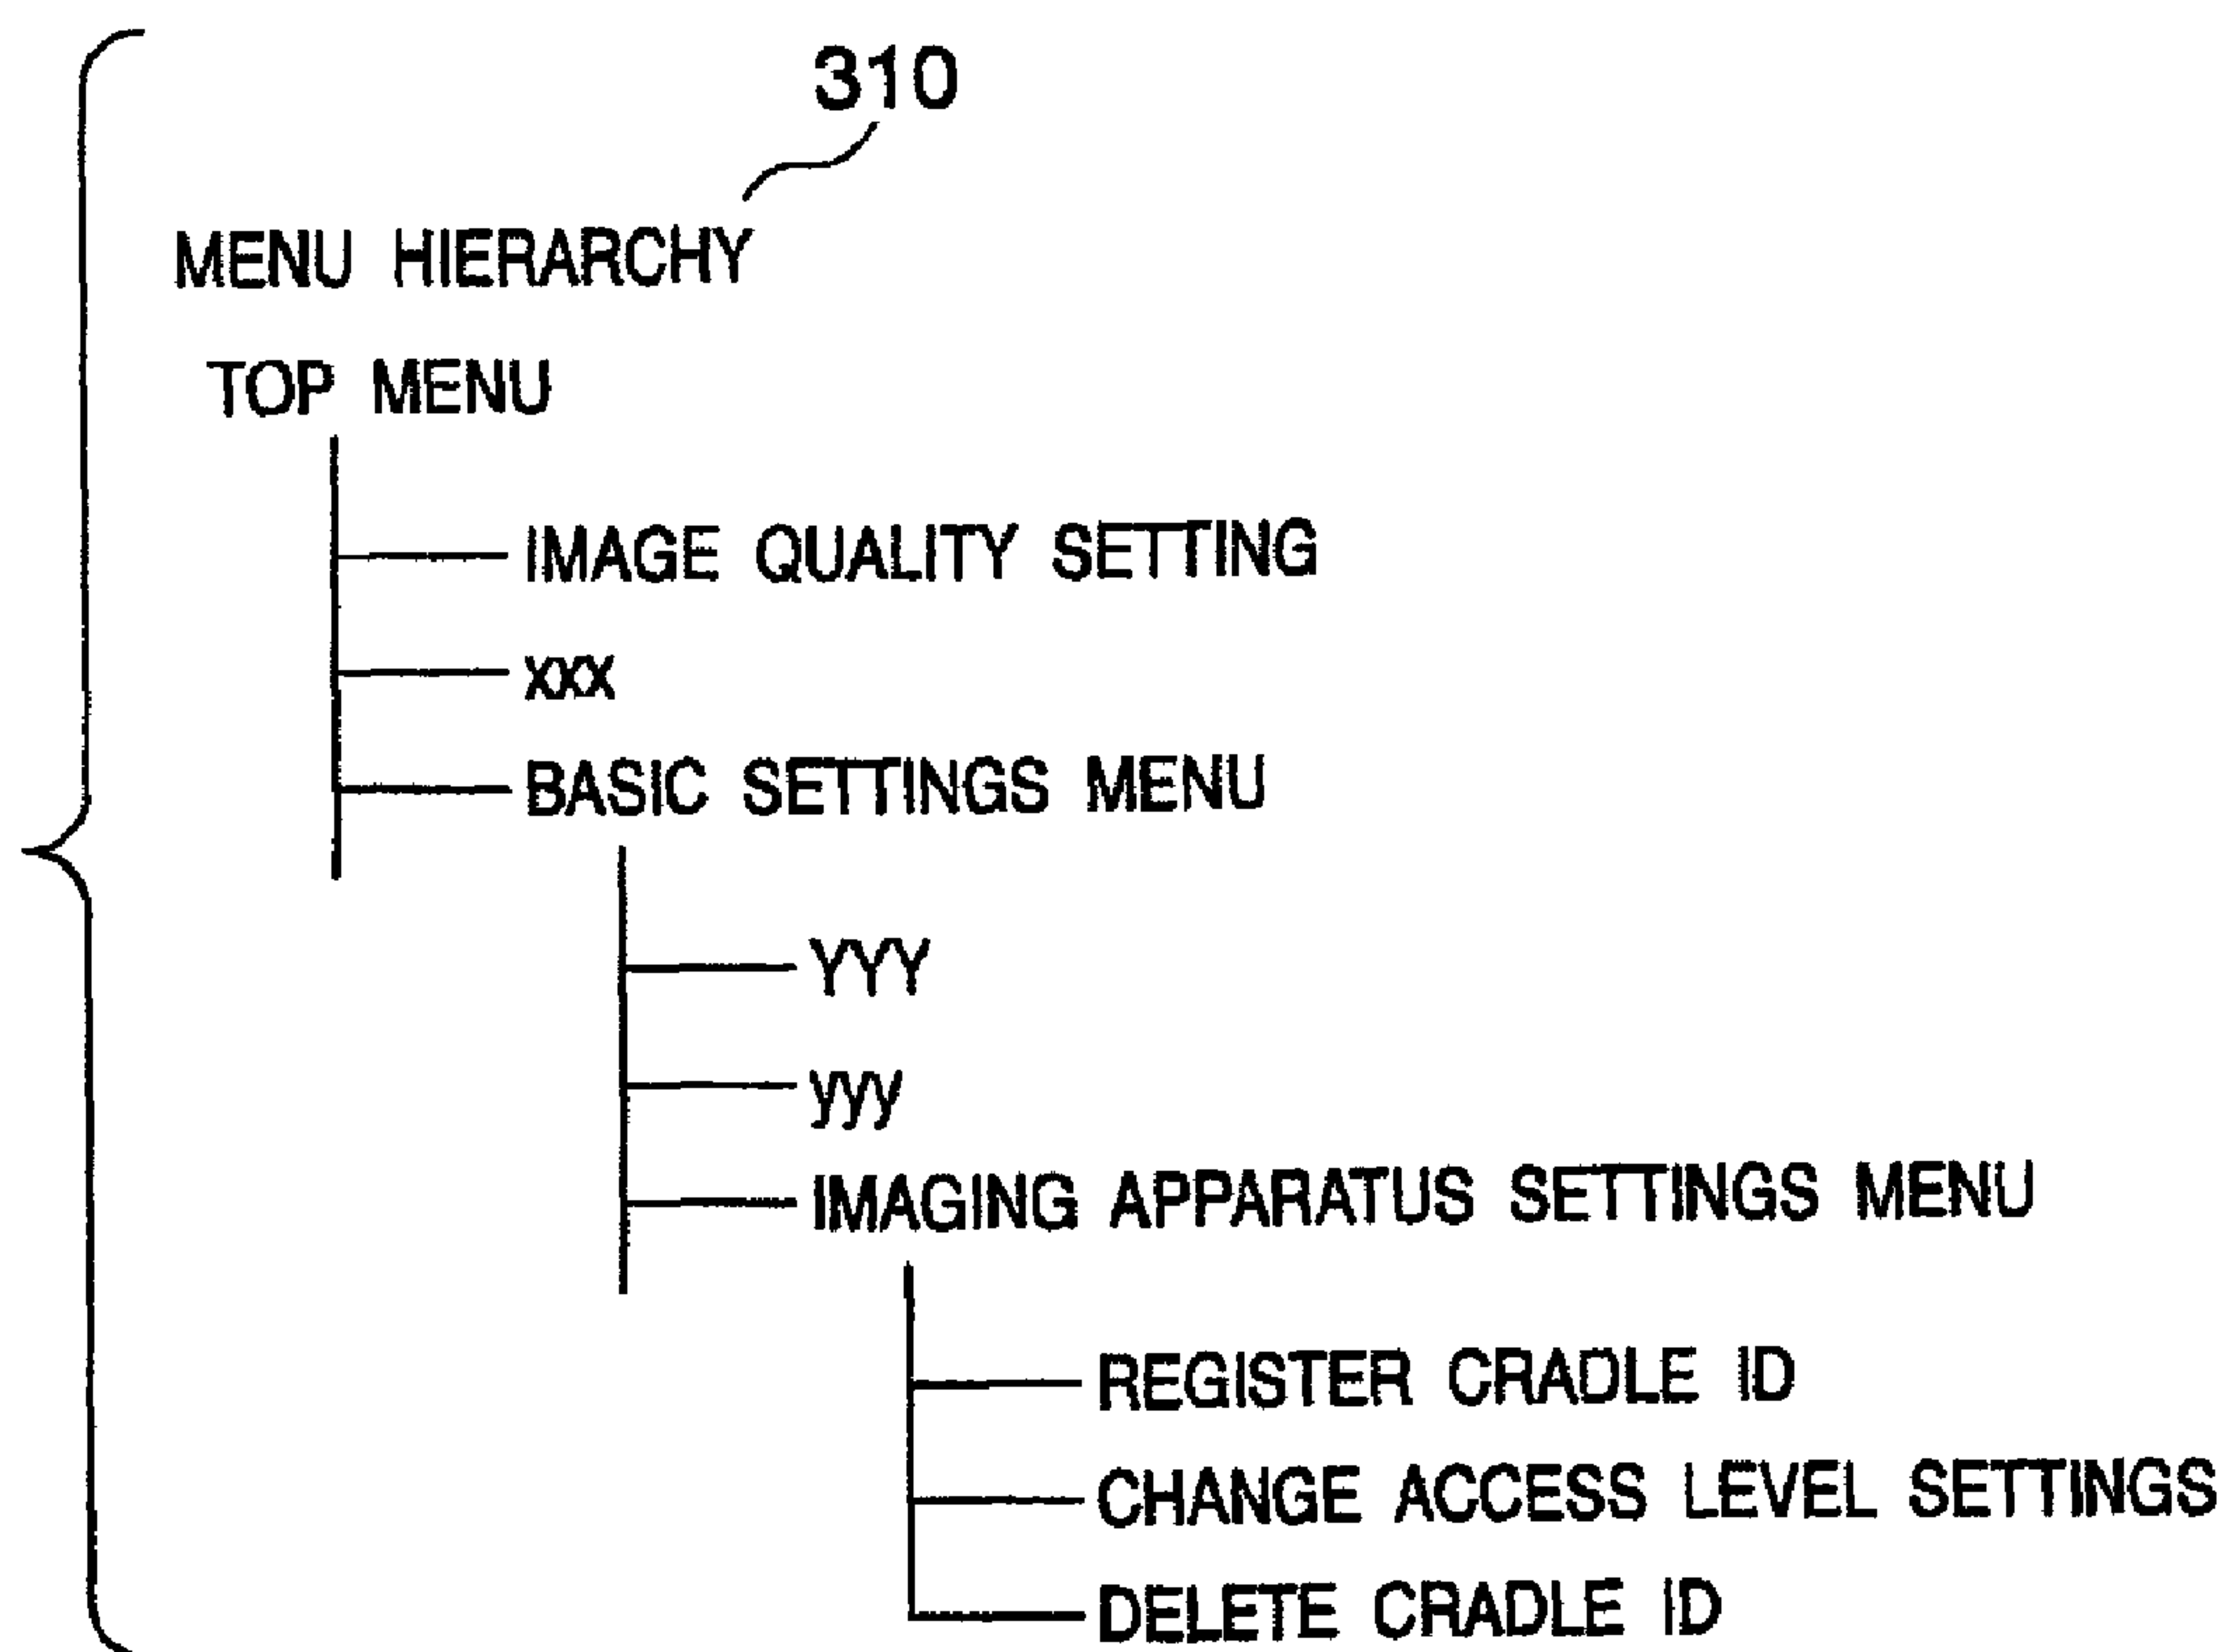 310
MENU HIERARCHY
TOP MENU
IMAGE QUALITY SETTING
xxx
BASIC SETTINGS MENU
YYY
yyy
IMAGING APPARATUS SETTINGS MENU
REGISTER CRADLE ID
CHANGE ACCESS LEVEL SETTINGS
DELETE CRADLE ID